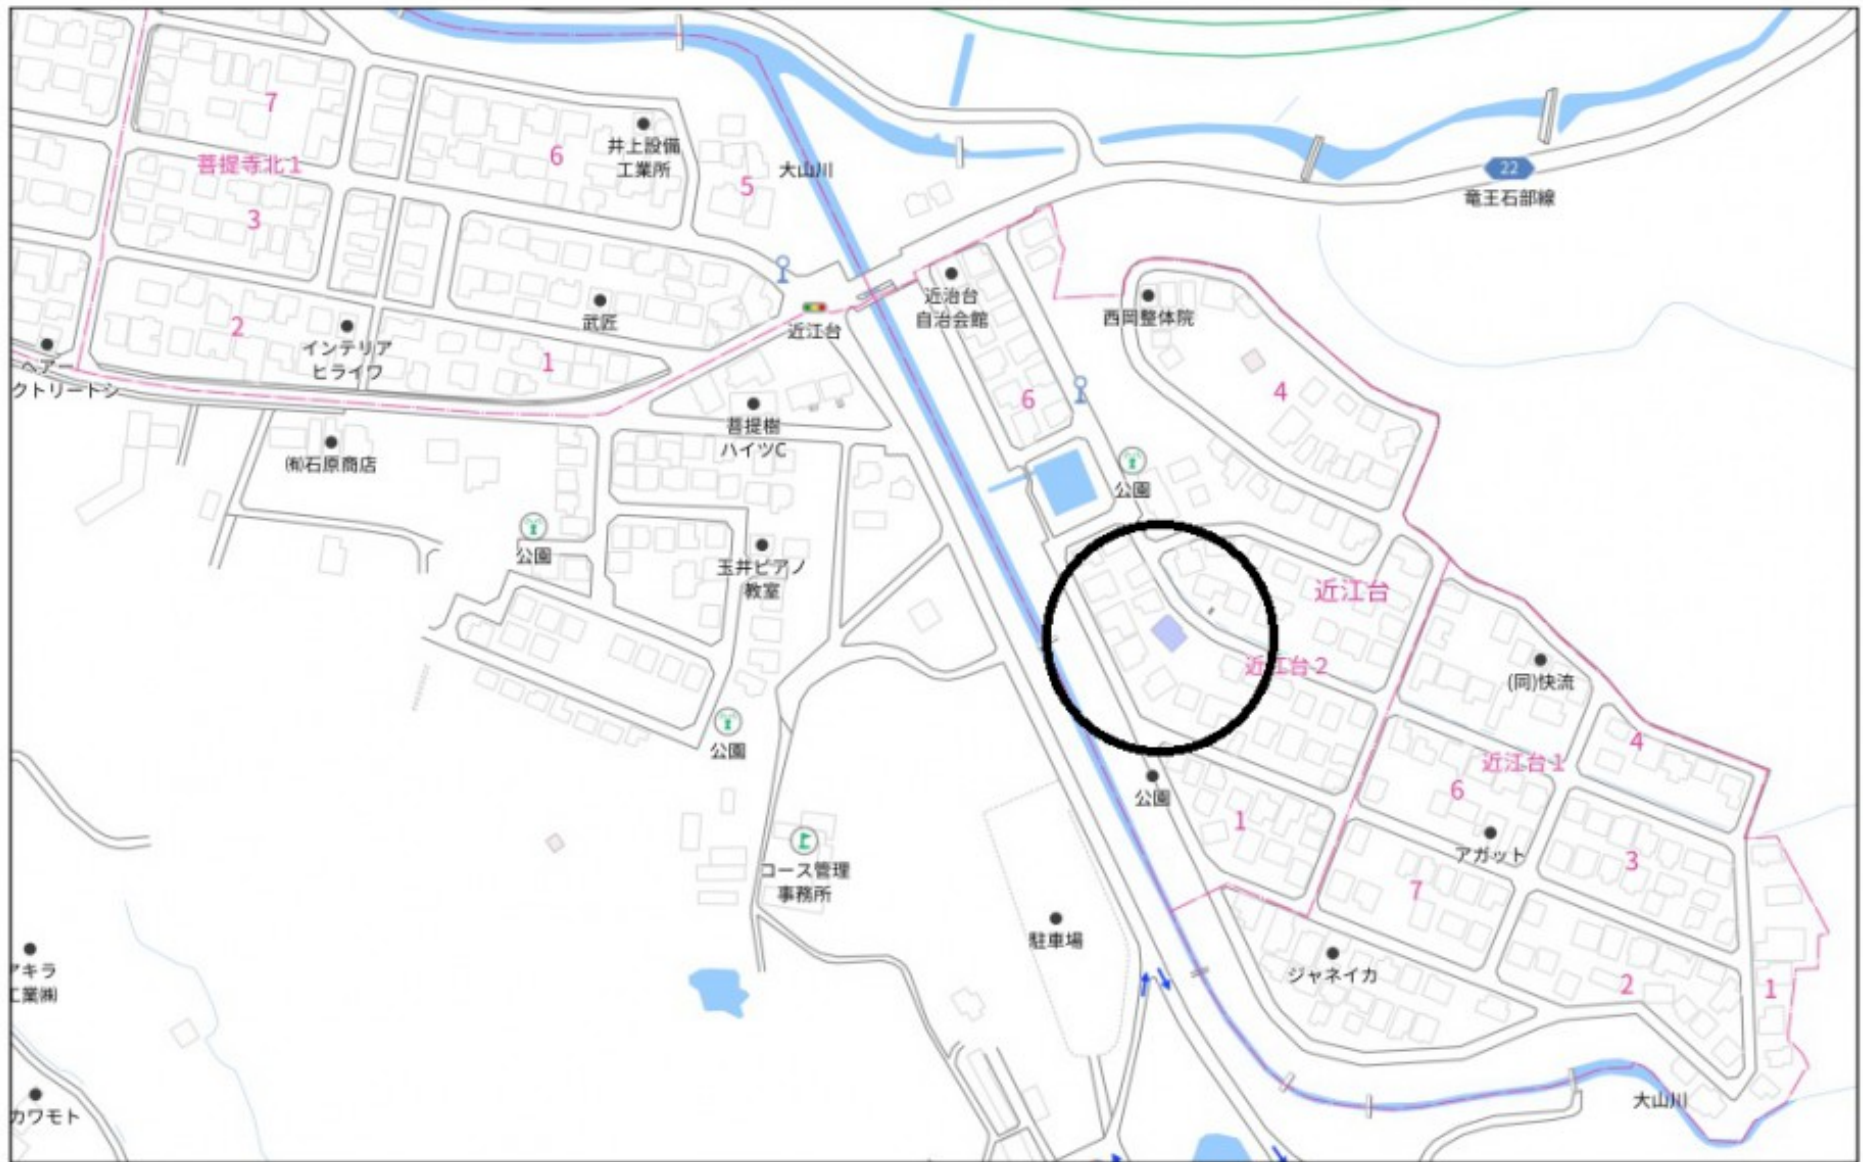 7
井上設備
工業所
6
菩提寺北1
大山川
5
22
竜王石部線
3
近治台
自治会館
西岡整体院
武匠
近江台
2
インテリア
ヒライワ
1
ヘアー
クトリートシ
6
4
菩提樹
ハイツC
㈲石原商店
公園
公園
玉井ピアノ
教室
近江台
近江台2
(同)快流
公園
4
近江台1
6
公園
1
アガット
3
コース管理
事務所
7
駐車場
ジャネイカ
2
1
アキラ
工業㈱
大山川
カワモト